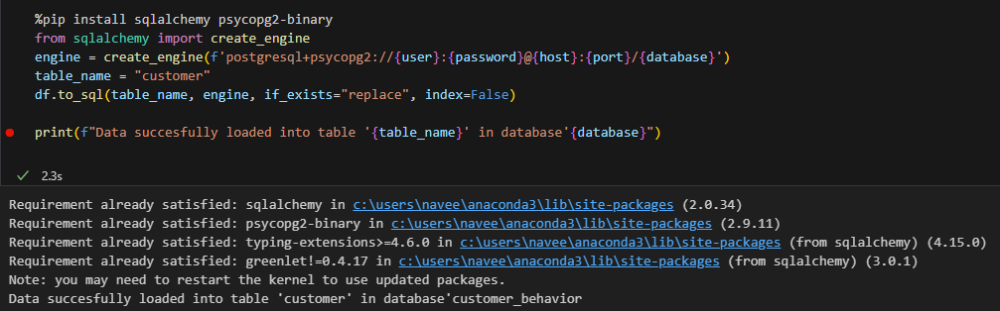 %pip install sqlalchemy psycopg2-binary
from sqlalchemy import create_engine
engine = create_engine(f'postgresql+psycopg2://{user}:{password}@{host}:{port}/{database}')
table_name = "customer"
df.to_sql(table_name, engine, if_exists="replace", index=False)
print(f"Data succesfully loaded into table '{table_name}' in database'{database}")
2.3s
Requirement already satisfied: sqlalchemy in c:\users\navee\anaconda3\lib\site-packages (2.0.34)
Requirement already satisfied: psycopg2-binary in c:\users\navee\anaconda3\lib\site-packages (2.9.11)
Requirement already satisfied: typing-extensions>=4.6.0 in c:\users\navee\anaconda3\lib\site-packages (from sqlalchemy) (4.15.0)
Requirement already satisfied: greenlet!=0.4.17 in c:\users\navee\anaconda3\lib\site-packages (from sqlalchemy) (3.0.1)
Note: you may need to restart the kernel to use updated packages.
Data succesfully loaded into table 'customer' in database'customer_behavior